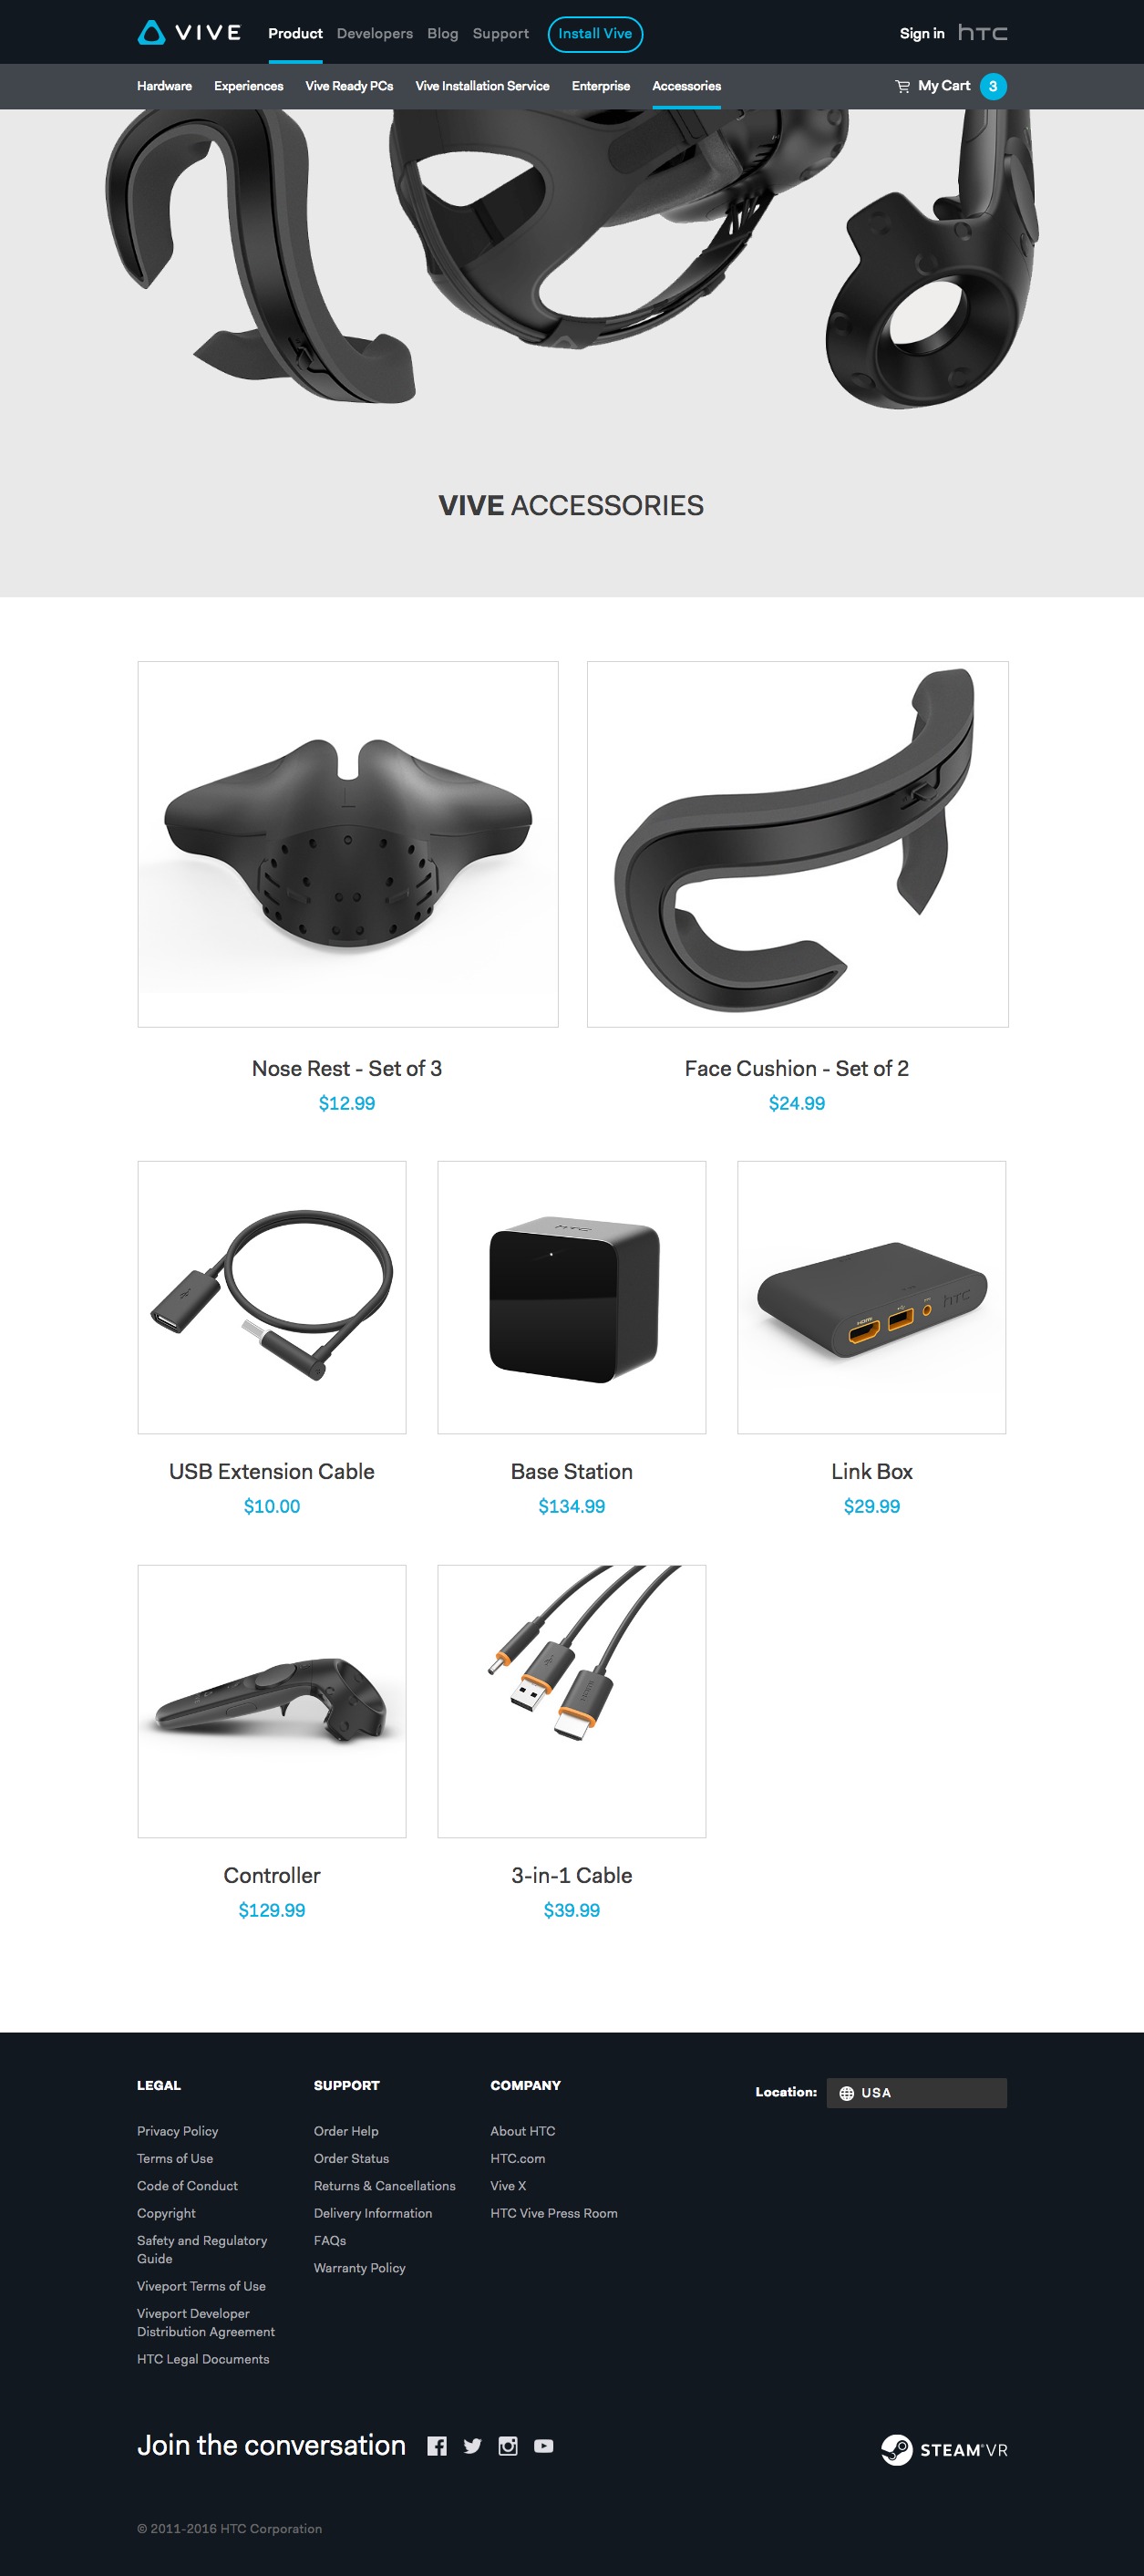 VIVE
Product Developers Blog Support Install Vive
Sign in hTC
Hardware Experiences Vive Ready PCs Vive Installation Service Enterprise Accessories
My Cart 3
VIVE ACCESSORIES
Nose Rest - Set of 3
$12.99
Face Cushion - Set of 2
$24.99
hTC
HDMI
hTC
USB Extension Cable
$10.00
Base Station
$134.99
Link Box
$29.99
Controller
$129.99
3-in-1 Cable
$39.99
LEGAL
Privacy Policy
Terms of Use
Code of Conduct
Copyright
Safety and Regulatory
Guide
Viveport Terms of Use
Viveport Developer
Distribution Agreement
HTC Legal Documents
SUPPORT
Order Help
Order Status
Returns & Cancellations
Delivery Information
FAQs
Warranty Policy
COMPANY
About HTC
HTC.com
Vive X
HTC Vive Press Room
Location: USA
Join the conversation
STEAM®VR
© 2011-2016 HTC Corporation